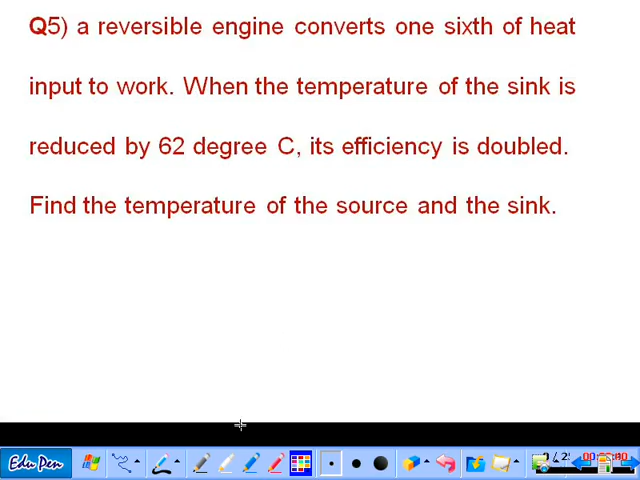 Q5) a reversible engine converts one sixth of heat
input to work. When the temperature of the sink is
reduced by 62 degree C, its efficiency is doubled.
Find the temperature of the source and the sink.
Edu Pen